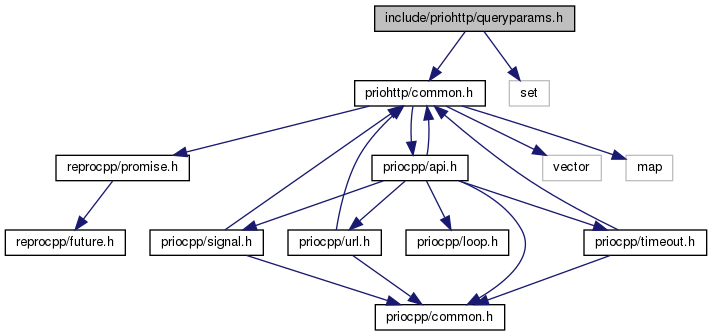 include/priohttp/queryparams.h
priohttp/common.h
set
reprocpp/promise.h
priocpp/api.h
vector
map
reprocpp/future.h
priocpp/signal.h
priocpp/url.h
priocpp/loop.h
priocpp/timeout.h
priocpp/common.h